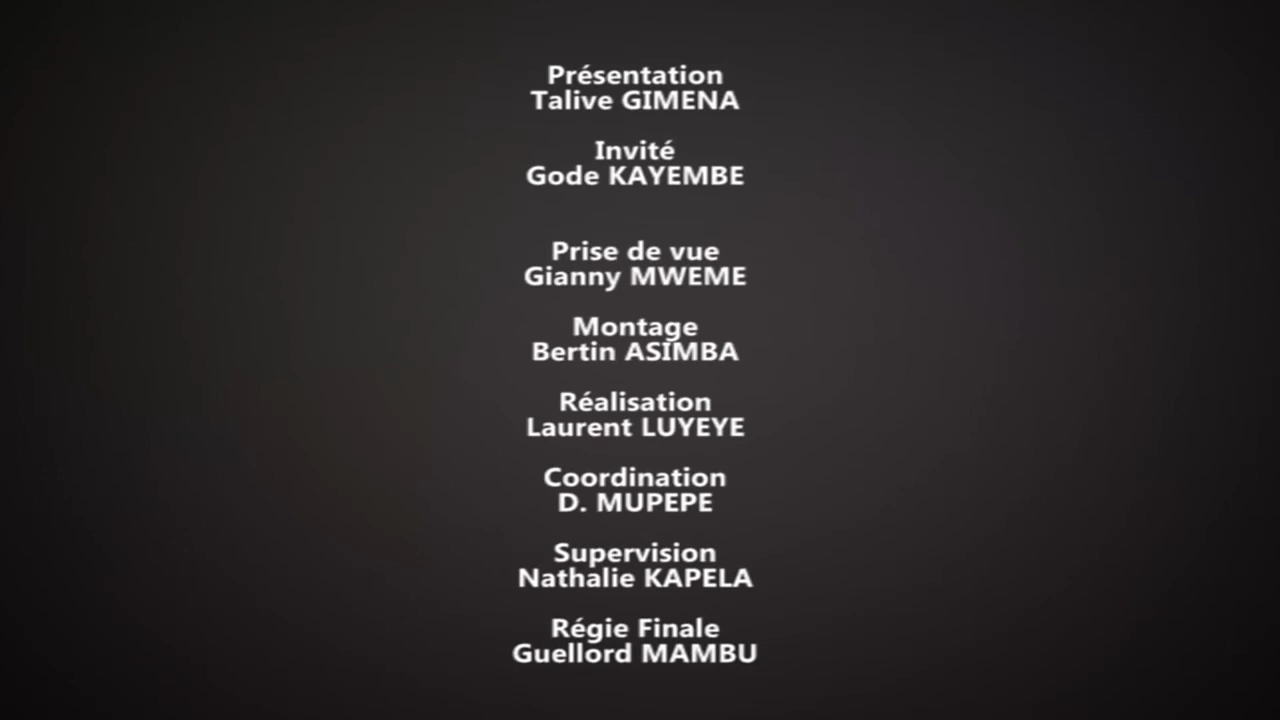 Présentation
Talive GIMENA
Invité
Gode KAYEMBE
Prise de vue
Gianny MWEME
Montage
Bertin ASIMBA
Réalisation
Laurent LUYEYE
Coordination
D. MUPEPE
Supervision
Nathalie KAPELA
Régie Finale
Guellord MAMBU